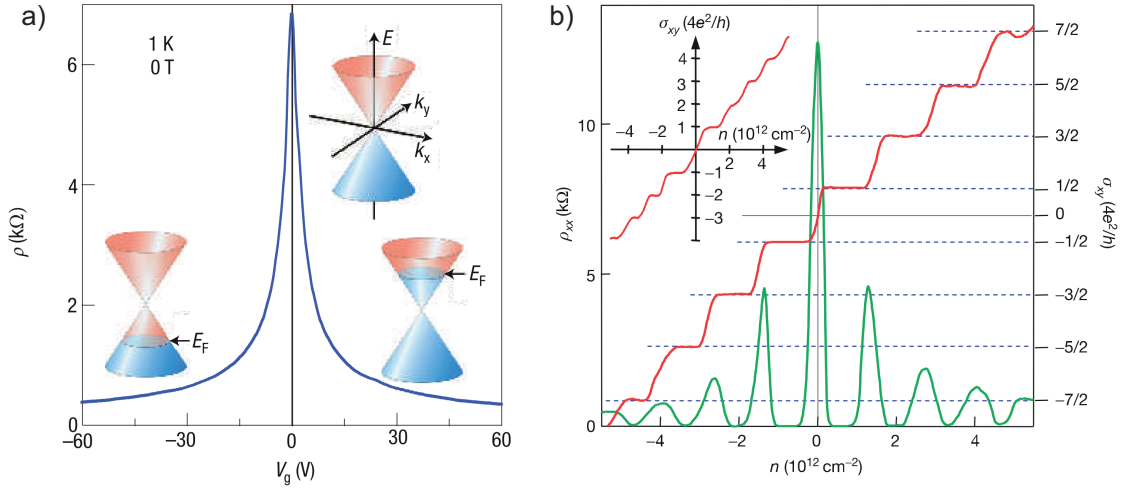 a)
1 K
0 T
E
k_y
k_x
E_F
E_F
ρ (kΩ)
6
4
2
0
−60
−30
0
30
60
V_g (V)
b)
σ_xy (4e²/h)
4
3
2
1
−1
−2
−3
−4
−2
2
4
n (10¹² cm⁻²)
ρ_xx (kΩ)
10
5
0
−4
−2
0
2
4
n (10¹² cm⁻²)
7/2
5/2
3/2
1/2
0
−1/2
−3/2
−5/2
−7/2
σ_xy (4e²/h)